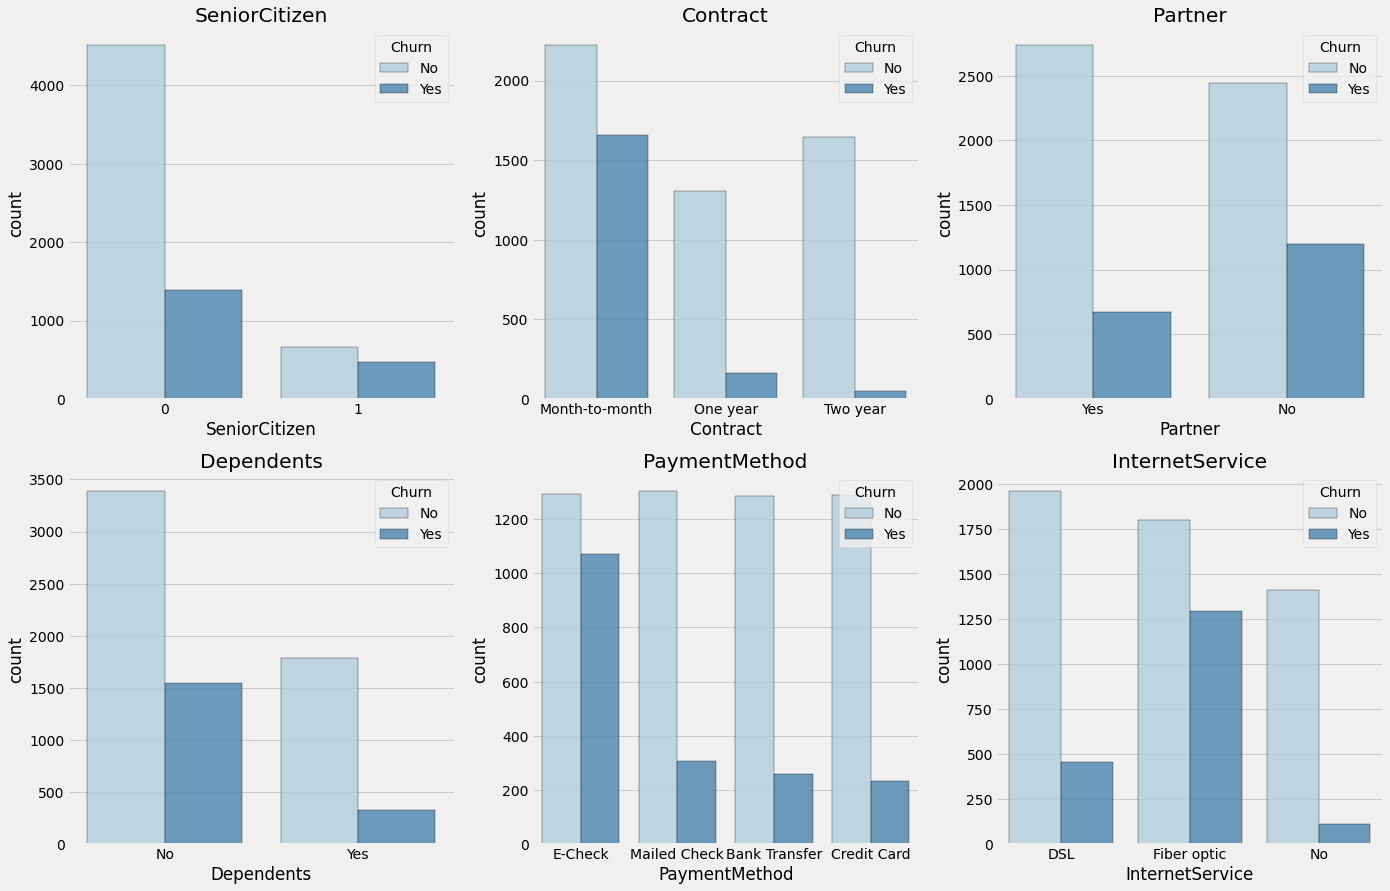 SeniorCitizen
Churn
No
Yes
4000
3000
2000
1000
0
count
0 1
SeniorCitizen
Contract
Churn
No
Yes
2000
1500
1000
500
0
count
Month-to-month One year Two year
Contract
Partner
Churn
No
Yes
2500
2000
1500
1000
500
0
count
Yes No
Partner
Dependents
Churn
No
Yes
3500
3000
2500
2000
1500
1000
500
0
count
No Yes
Dependents
PaymentMethod
Churn
No
Yes
1200
1000
800
600
400
200
0
count
E-Check Mailed Check Bank Transfer Credit Card
PaymentMethod
InternetService
Churn
No
Yes
2000
1750
1500
1250
1000
750
500
250
0
count
DSL Fiber optic No
InternetService